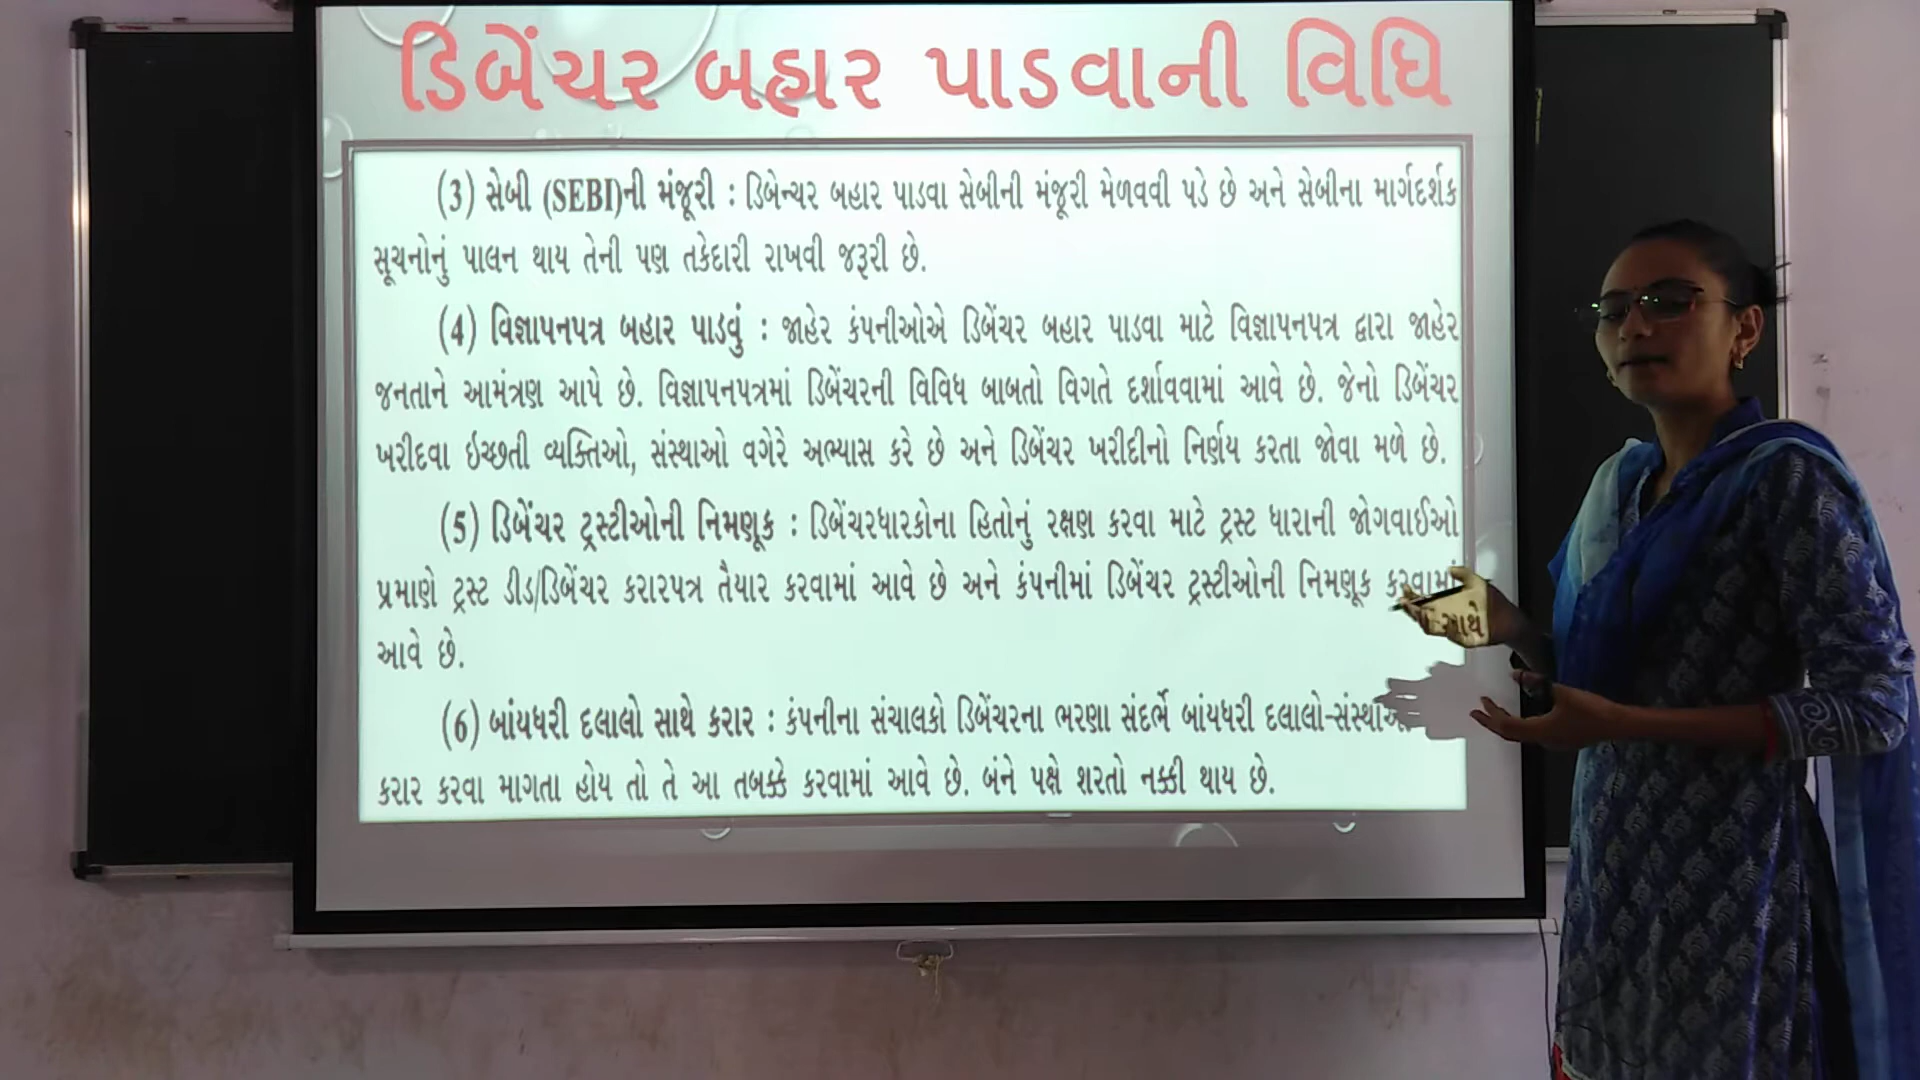 ડિબેંચર બહાર પાડવાની વિધિ
(3) સેબી (SEBI)ની મંજૂરી : ડિબેન્ચર બહાર પાડવા સેબીની મંજૂરી મેળવવી પડે છે અને સેબીના માર્ગદર્શક
સૂચનોનું પાલન થાય તેની પણ તકેદારી રાખવી જરૂરી છે.
(4) વિજ્ઞાપનપત્ર બહાર પાડવું : જાહેર કંપનીઓએ ડિબેંચર બહાર પાડવા માટે વિજ્ઞાપનપત્ર દ્વારા જાહેર
જનતાને આમંત્રણ આપે છે. વિજ્ઞાપનપત્રમાં ડિબેંચરની વિવિધ બાબતો વિગતે દર્શાવવામાં આવે છે. જેનો ડિબેંચર
ખરીદવા ઇચ્છતી વ્યક્તિઓ, સંસ્થાઓ વગેરે અભ્યાસ કરે છે અને ડિબેંચર ખરીદીનો નિર્ણય કરતા જોવા મળે છે.
(5) ડિબેંચર ટ્રસ્ટીઓની નિમણૂક : ડિબેંચરધારકોના હિતોનું રક્ષણ કરવા માટે ટ્રસ્ટ ધારાની જોગવાઈઓ
પ્રમાણે ટ્રસ્ટ ડીડ/ડિબેંચર કરારપત્ર તૈયાર કરવામાં આવે છે અને કંપનીમાં ડિબેંચર ટ્રસ્ટીઓની નિમણૂક કરવામાં
આવે છે.
(6) બાંયધરી દલાલો સાથે કરાર : કંપનીના સંચાલકો ડિબેંચરના ભરણા સંદર્ભે બાંયધરી દલાલો-સંસ્થાઓ સાથે
કરાર કરવા માગતા હોય તો તે આ તબક્કે કરવામાં આવે છે. બંને પક્ષે શરતો નક્કી થાય છે.